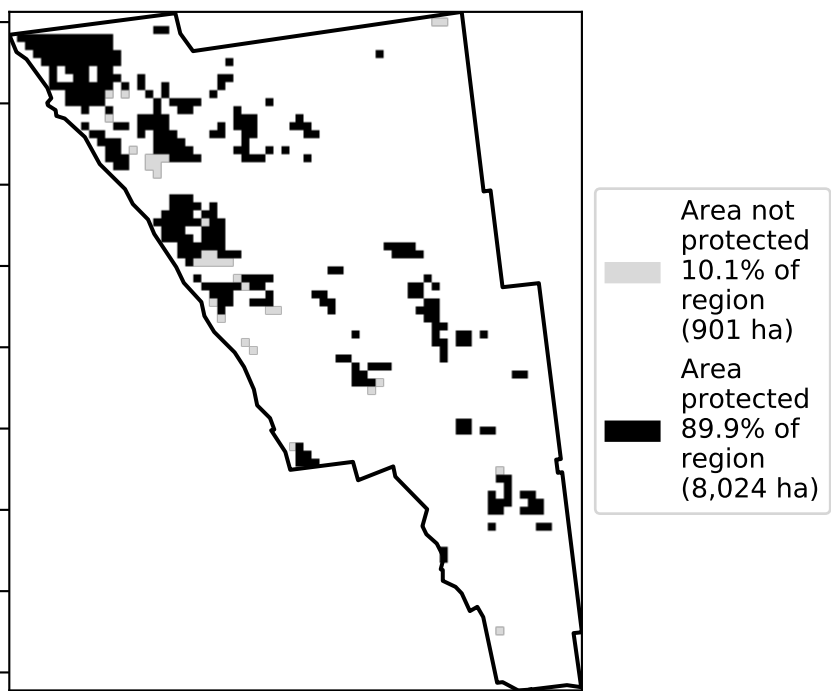 Area not
protected
10.1% of
region
(901 ha)
Area
protected
89.9% of
region
(8,024 ha)